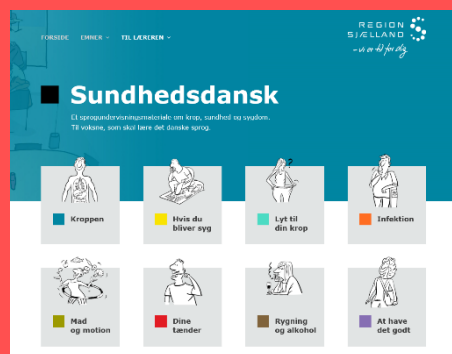 FORSIDE EMNER TIL LÆREREN
REGION
SJÆLLAND
– vi er til for dig
Sundhedsdansk
Et sprogundervisningsmateriale om krop, sundhed og sygdom.
Til voksne, som skal lære det danske sprog.
Kroppen
Hvis du
bliver syg
Lyt til
din krop
Infektion
Mad
og motion
Dine
tænder
Rygning
og alkohol
At have
det godt